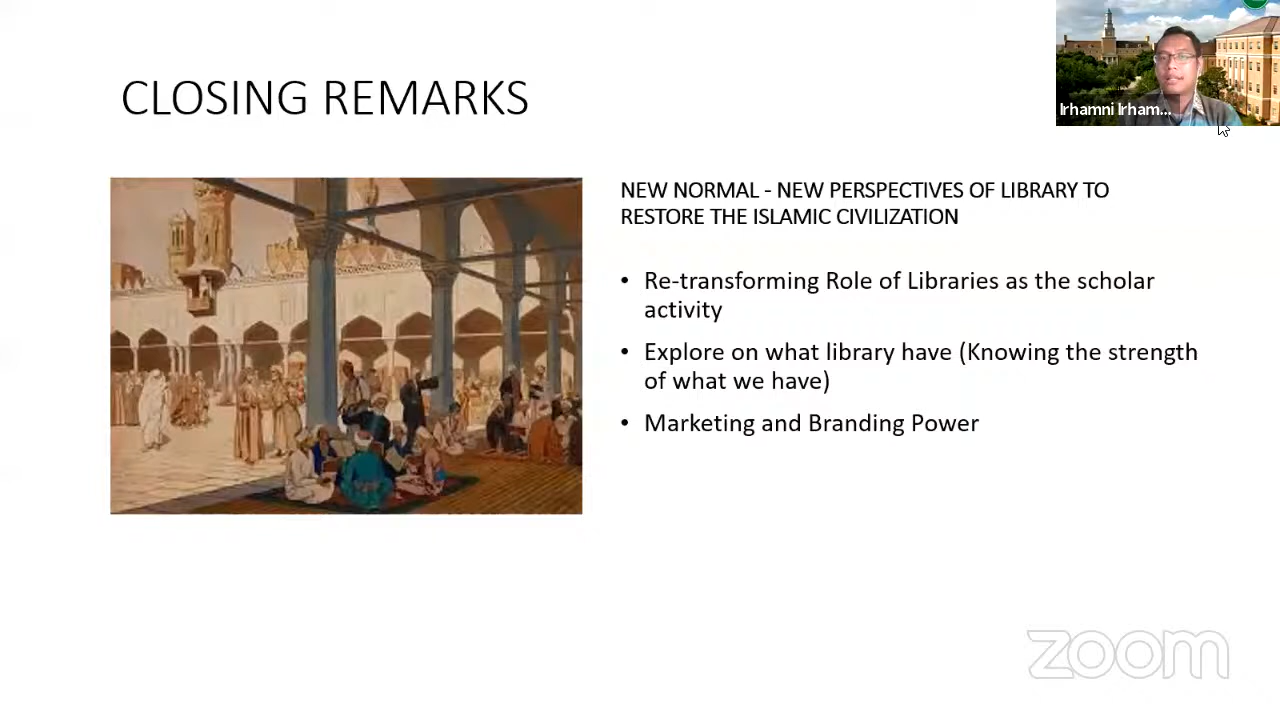 CLOSING REMARKS
Irhamni Irham...
NEW NORMAL - NEW PERSPECTIVES OF LIBRARY TO
RESTORE THE ISLAMIC CIVILIZATION
• Re-transforming Role of Libraries as the scholar
activity
• Explore on what library have (Knowing the strength
of what we have)
• Marketing and Branding Power
zoom